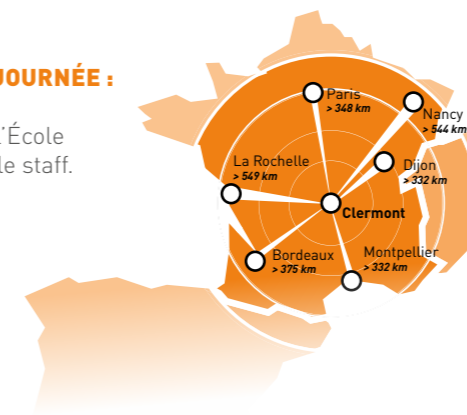 JOURNÉE :
l'École
le staff.
Paris
> 348 km
Nancy
> 544 km
La Rochelle
> 549 km
Dijon
> 332 km
Clermont
Bordeaux
> 375 km
Montpellier
> 332 km